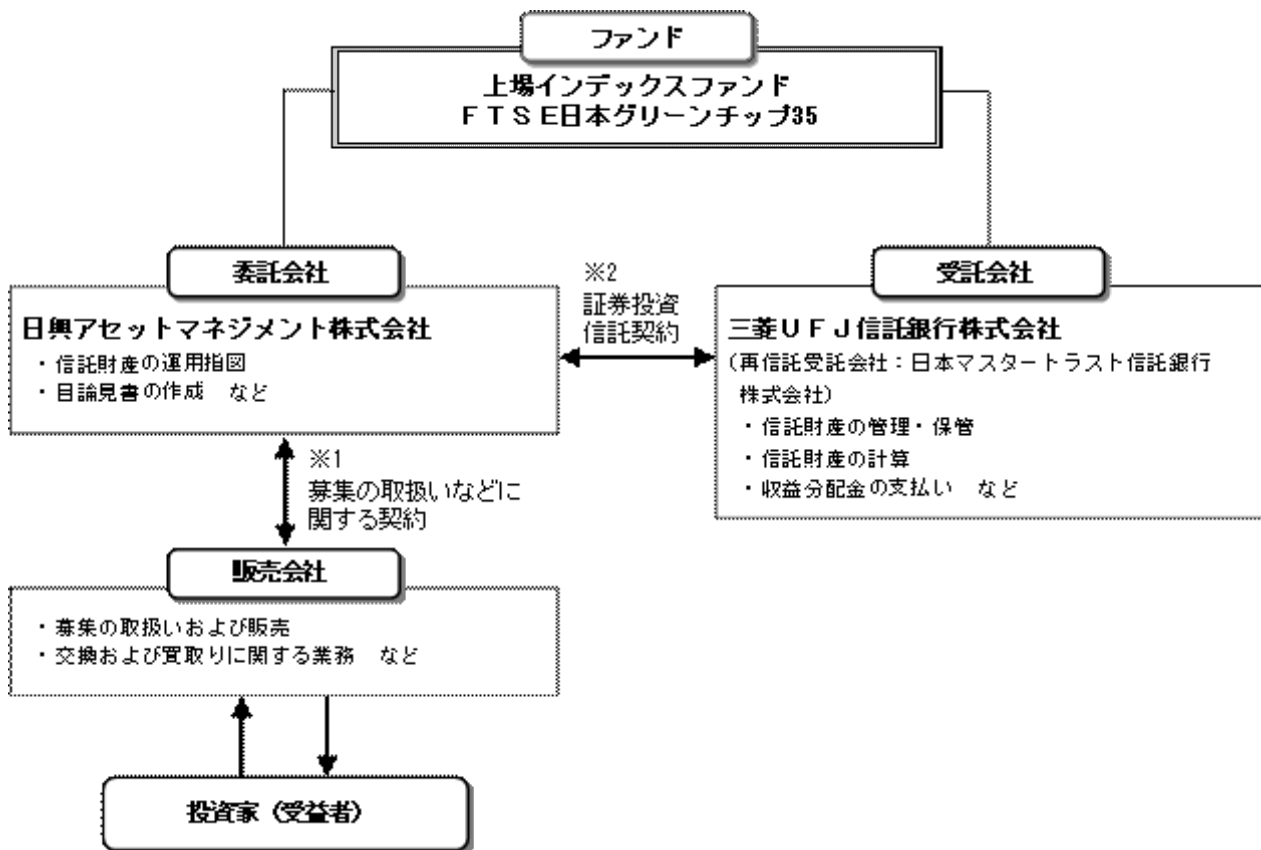 ファンド
上場インデックスファンド
FTSE日本グリーンチップ35
委託会社
日興アセットマネジメント株式会社
・信託財産の運用指図
・目論見書の作成　など
※2
証券投資
信託契約
受託会社
三菱UFJ信託銀行株式会社
(再信託受託会社：日本マスタートラスト信託銀行
株式会社)
・信託財産の管理・保管
・信託財産の計算
・収益分配金の支払い　など
※1
募集の取扱いなどに
関する契約
販売会社
・募集の取扱いおよび販売
・交換および買取りに関する業務　など
投資家（受益者）